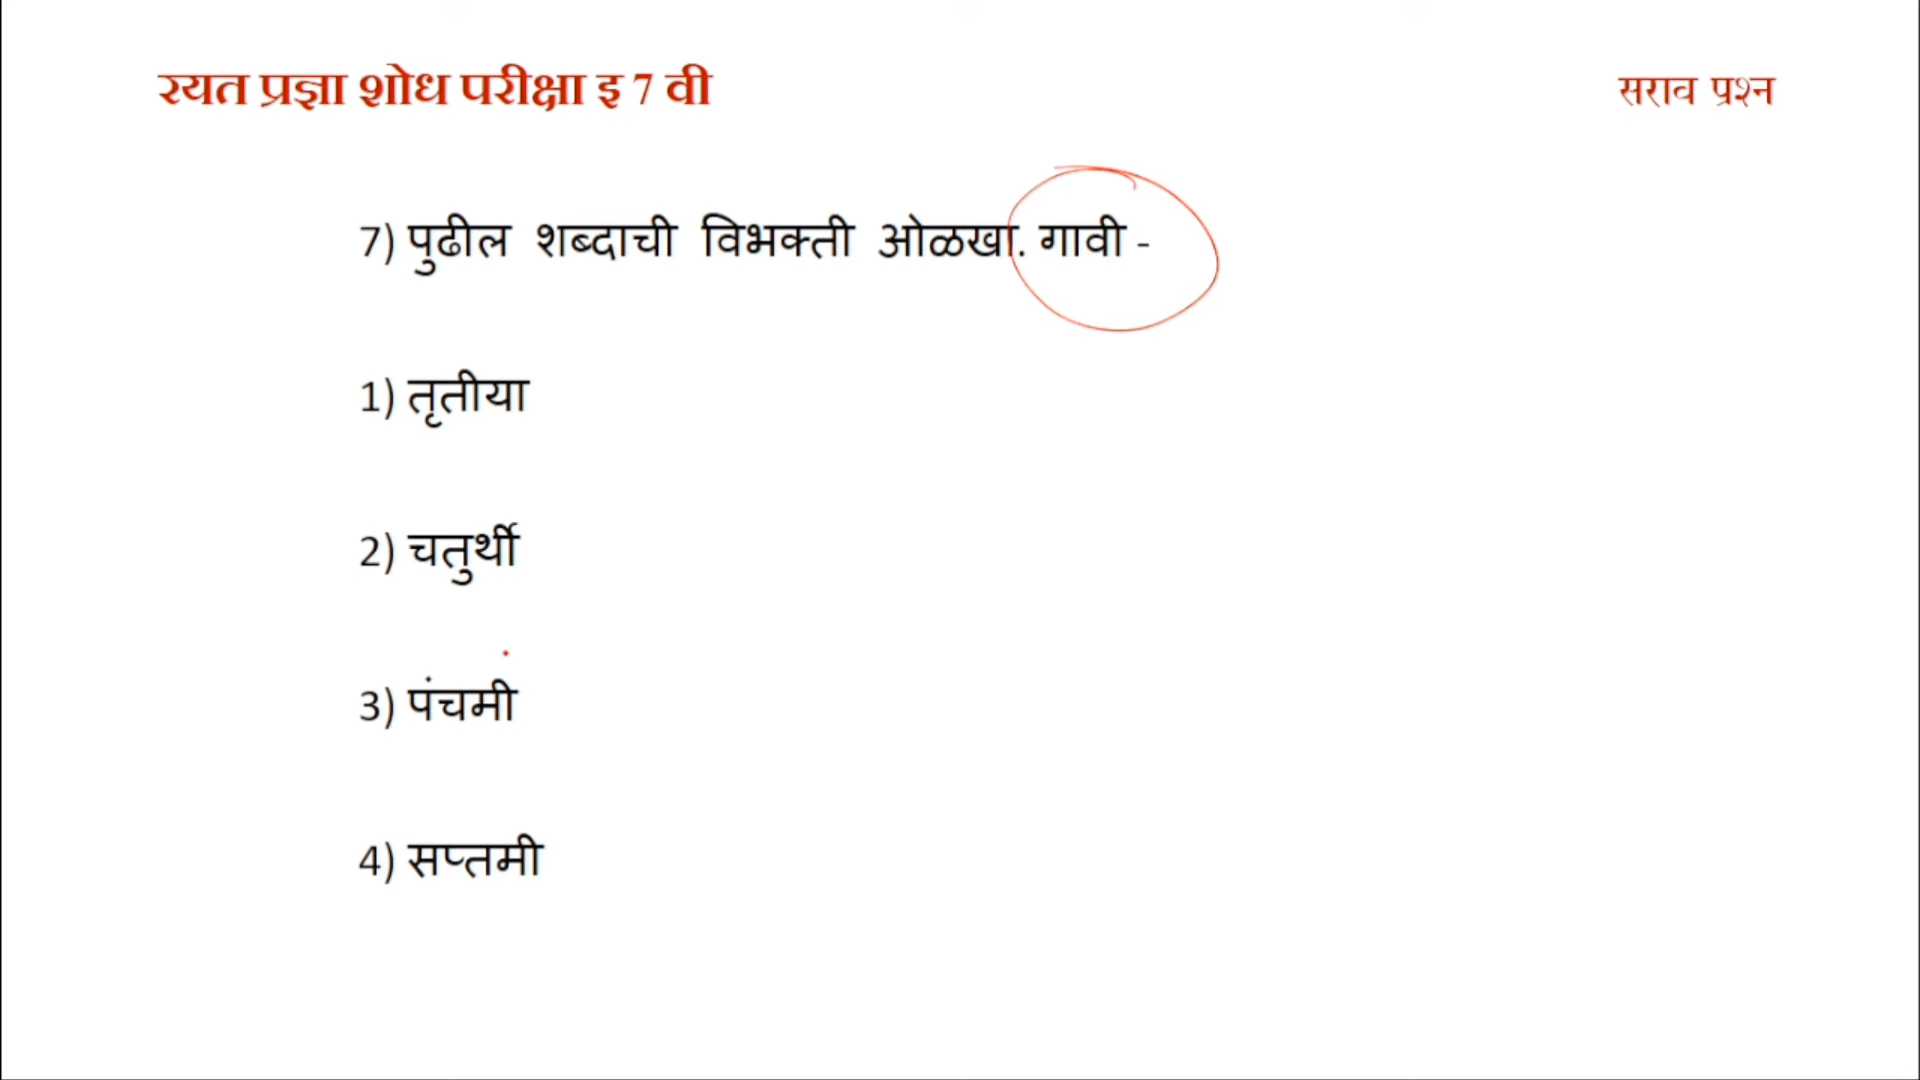 रयत प्रज्ञा शोध परीक्षा इ 7 वी
सराव प्रश्न
7) पुढील शब्दाची विभक्ती ओळखा. गावी -
1) तृतीया
2) चतुर्थी
3) पंचमी
4) सप्तमी